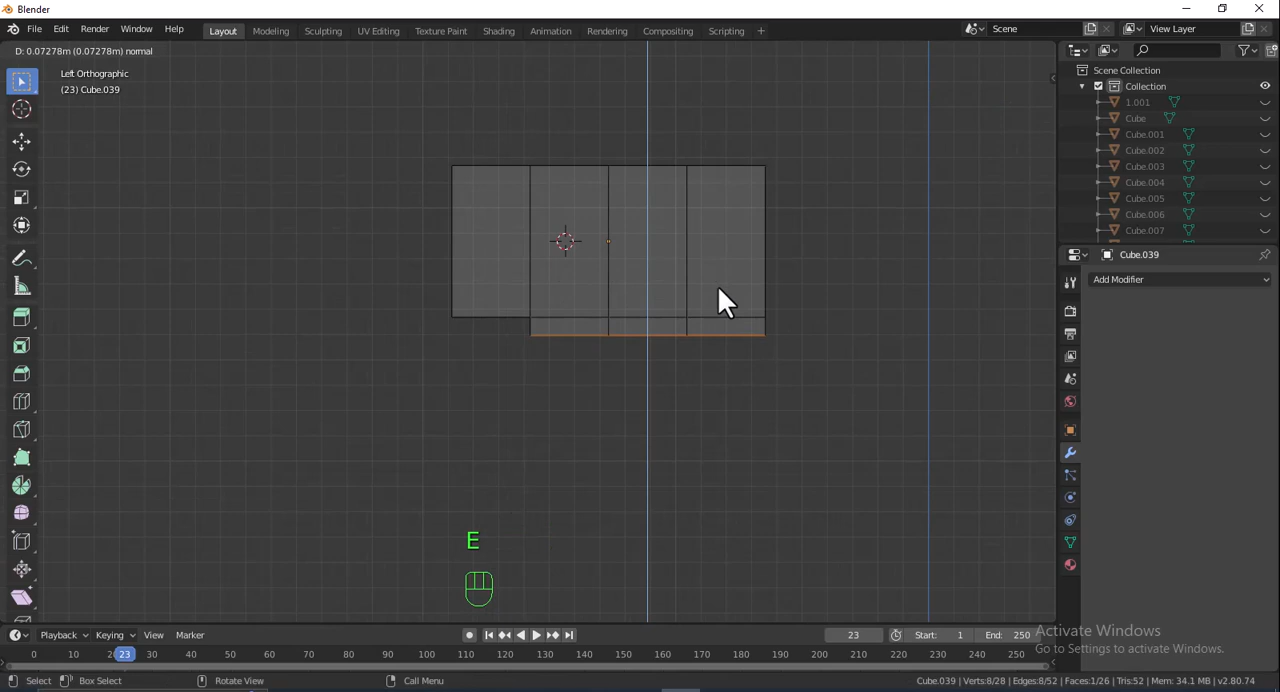 Blender
File Edit Render Window Help Layout Modeling Sculpting UV Editing Texture Paint Shading Animation Rendering Compositing Scripting + Scene View Layer
D: 0.07278m (0.07278m) normal
Left Orthographic
(23) Cube.039
Scene Collection
Collection
1.001
Cube
Cube.001
Cube.002
Cube.003
Cube.004
Cube.005
Cube.006
Cube.007
Cube.039
Add Modifier
E
Playback Keying View Marker 23 Start: 1 End: 250
0 10 23 30 40 50 60 70 80 90 100 110 120 130 140 150 160 170 180 190 200 210 220 230 240 250
Activate Windows
Go to Settings to activate Windows.
Select Box Select Rotate View Call Menu Cube.039 | Verts:8/28 | Edges:8/52 | Faces:1/26 | Tris:52 | Mem: 34.1 MB | v2.80.74